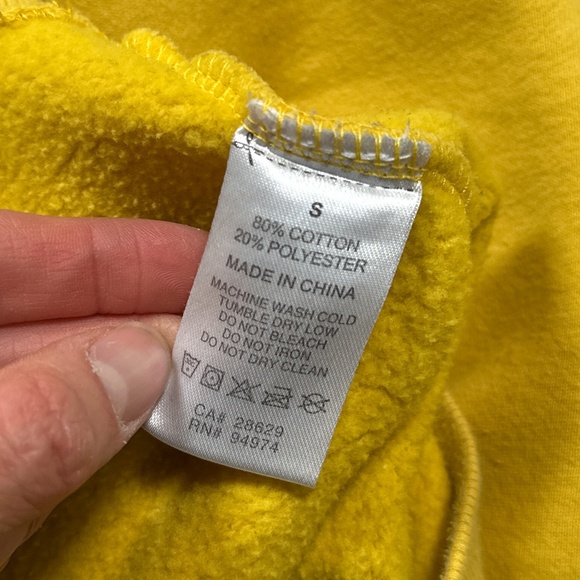 S
80% COTTON
20% POLYESTER
MADE IN CHINA
MACHINE WASH COLD
TUMBLE DRY LOW
DO NOT BLEACH
DO NOT IRON
DO NOT DRY CLEAN
CA# 28629
RN# 94974